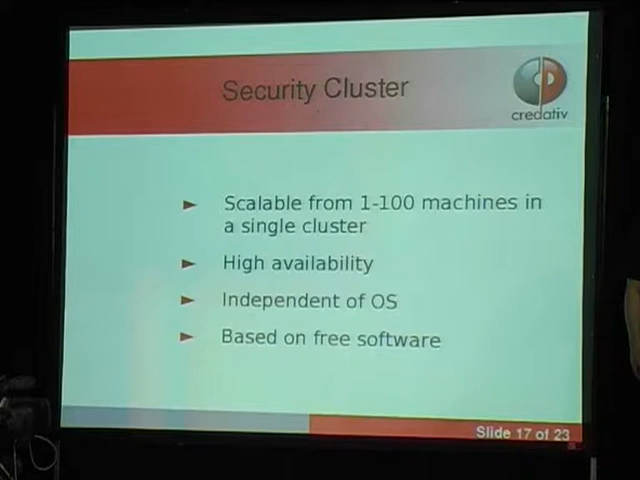 Security Cluster
credativ
Scalable from 1-100 machines in
a single cluster
High availability
Independent of OS
Based on free software
Slide 17 of 23